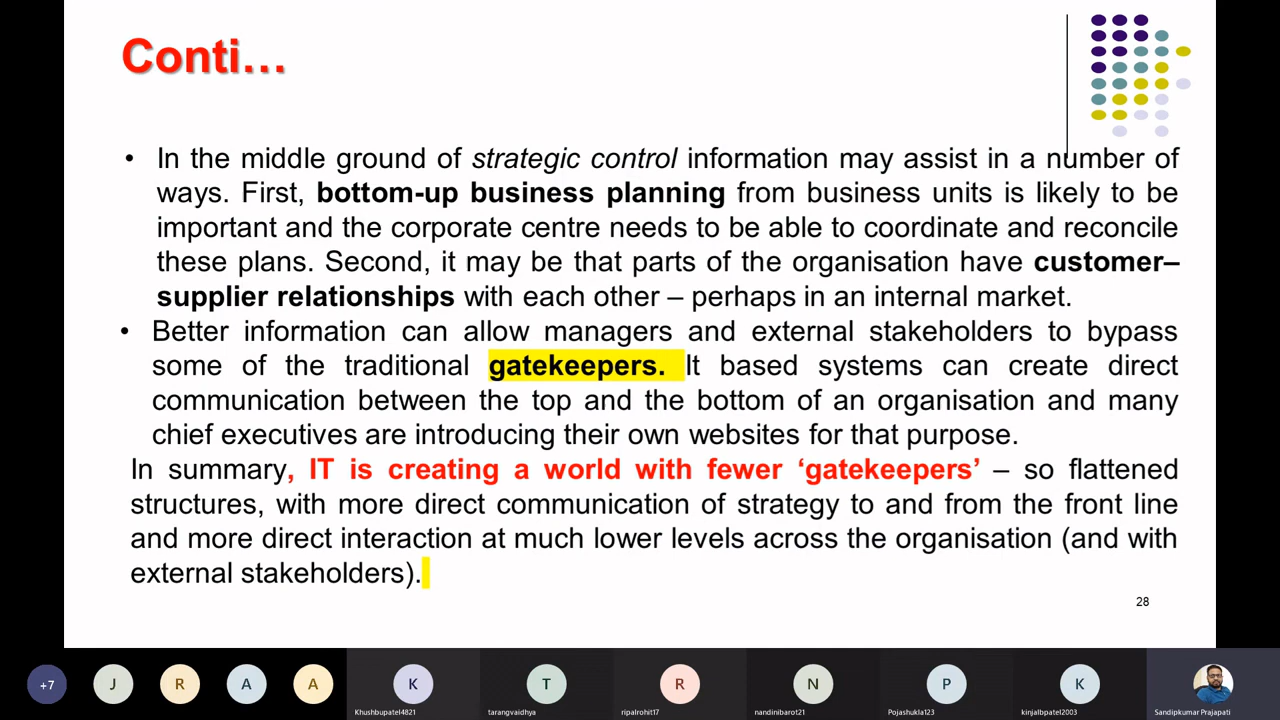 Conti…
• In the middle ground of strategic control information may assist in a number of
ways. First, bottom-up business planning from business units is likely to be
important and the corporate centre needs to be able to coordinate and reconcile
these plans. Second, it may be that parts of the organisation have customer–
supplier relationships with each other – perhaps in an internal market.
• Better information can allow managers and external stakeholders to bypass
some of the traditional gatekeepers. It based systems can create direct
communication between the top and the bottom of an organisation and many
chief executives are introducing their own websites for that purpose.
In summary, IT is creating a world with fewer ‘gatekeepers’ – so flattened
structures, with more direct communication of strategy to and from the front line
and more direct interaction at much lower levels across the organisation (and with
external stakeholders).
28
+7 J R A A K T R N P K
Khushbupatel4821 tarangvaidhya ripalrohit17 nandinibarot21 Pojashukla123 kinjalbpatel2003 Sandipkumar Prajapati